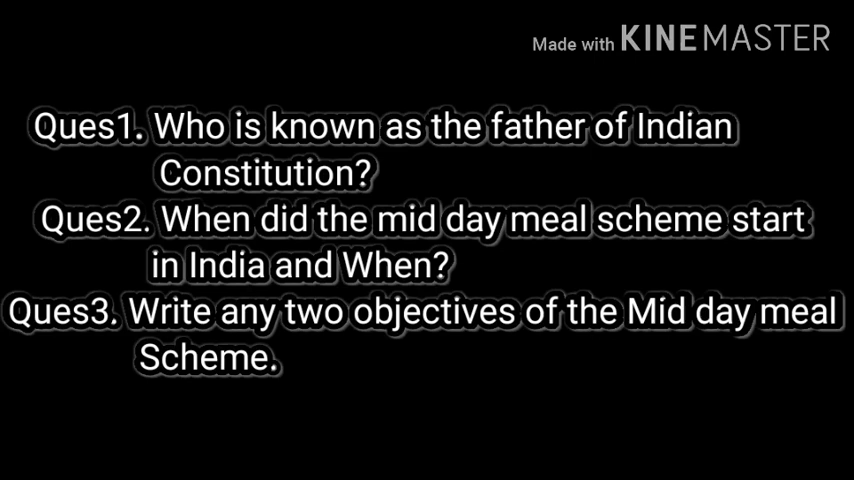 Made with KINEMASTER
Ques1. Who is known as the father of Indian
Constitution?
Ques2. When did the mid day meal scheme start
in India and When?
Ques3. Write any two objectives of the Mid day meal
Scheme.